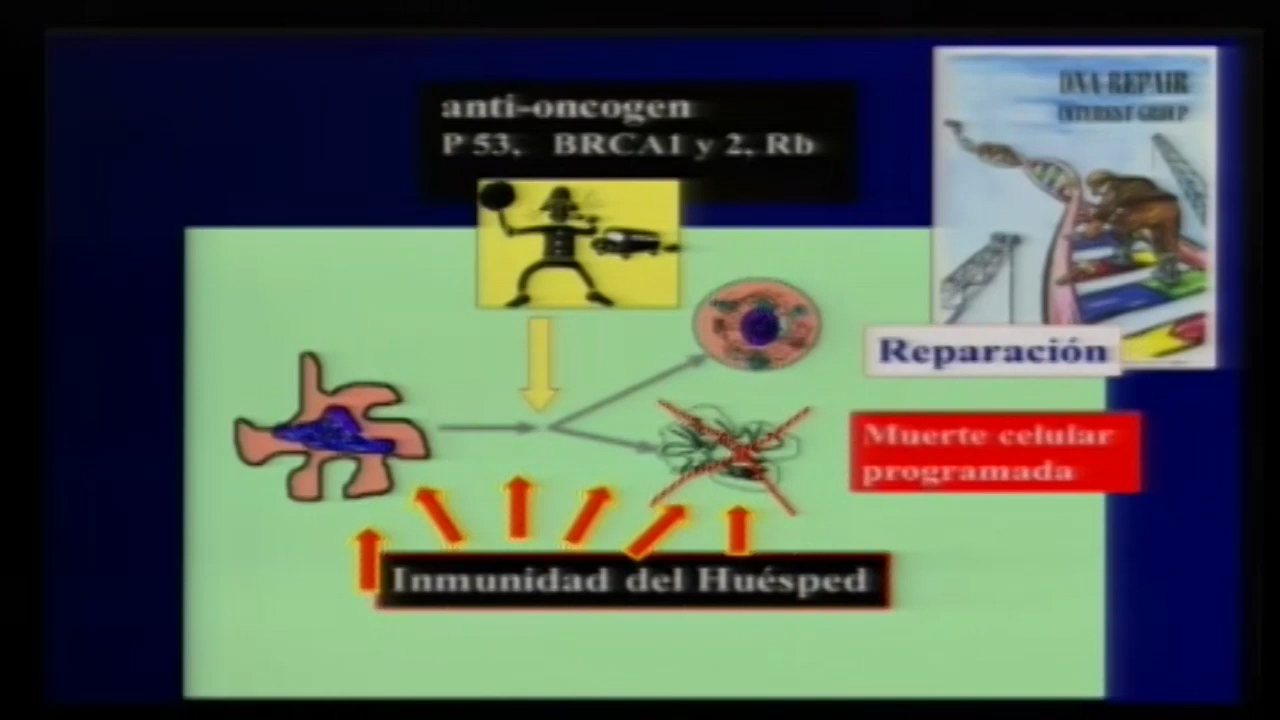 anti-oncogen
P 53, BRCA1 y 2, Rb
DNA REPAIR
INTEREST GROUP
Reparación
Muerte celular
programada
Inmunidad del Huésped